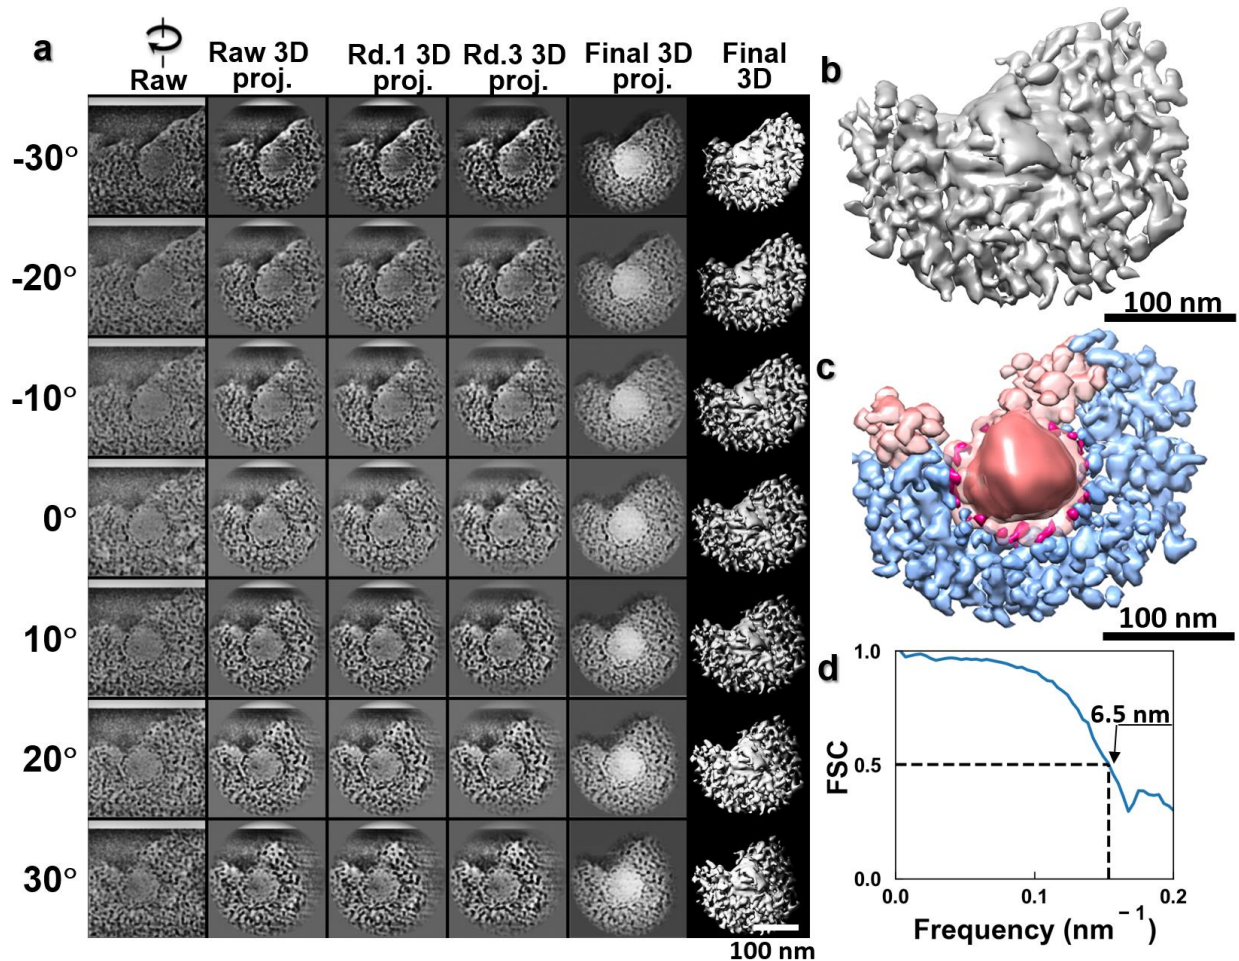 a
Raw
Raw 3D
proj.
Rd.1 3D
proj.
Rd.3 3D
proj.
Final 3D
proj.
Final
3D
-30°
-20°
-10°
0°
10°
20°
30°
100 nm
b
100 nm
c
100 nm
d
1.0
0.5
0.0
FSC
6.5 nm
0.0
0.1
0.2
Frequency (nm⁻¹)